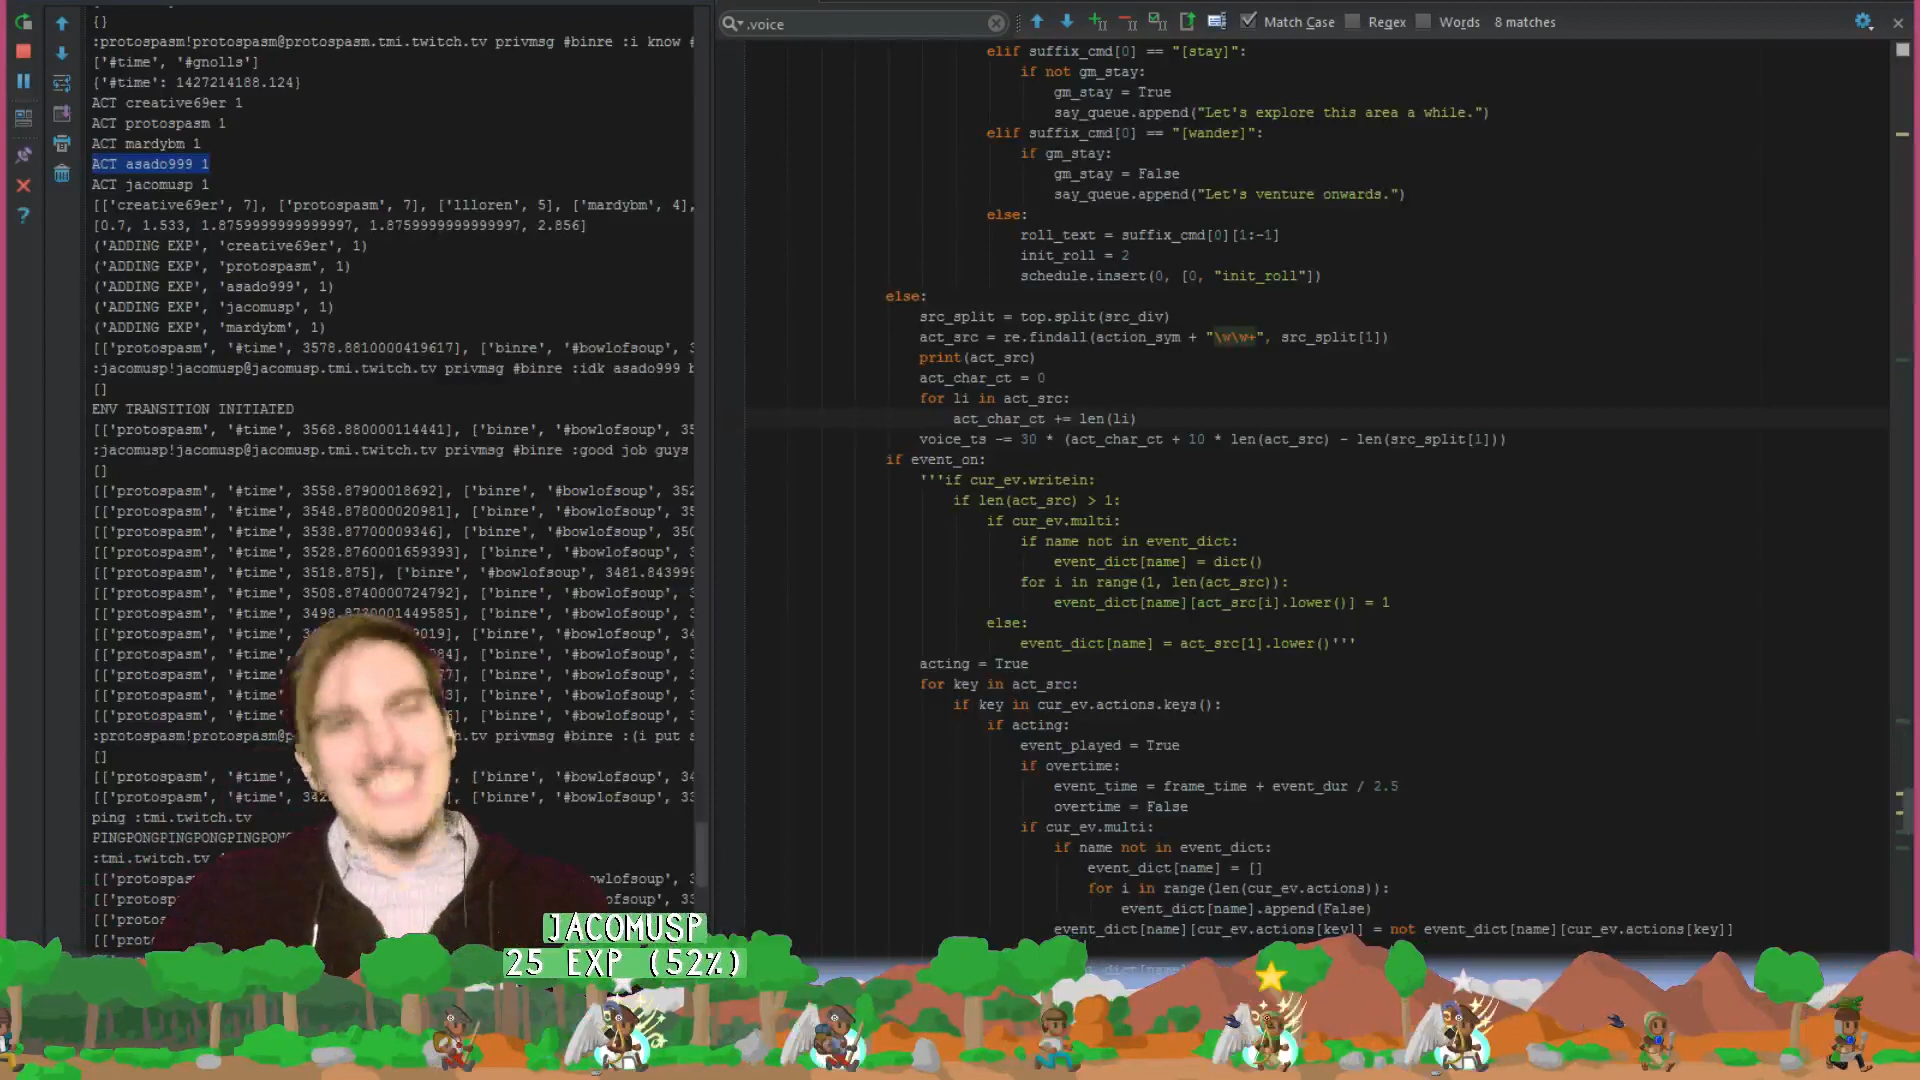 {}
:protospasm!protospasm@protospasm.tmi.twitch.tv privmsg #binre :i know #
['#time', '#gnolls']
{'#time': 1427214188.124}
ACT creative69er 1
ACT protospasm 1
ACT mardybm 1
ACT asado999 1
ACT jacomusp 1
[['creative69er', 7], ['protospasm', 7], ['llloren', 5], ['mardybm', 4],
[0.7, 1.533, 1.8759999999999997, 1.8759999999999997, 2.856]
('ADDING EXP', 'creative69er', 1)
('ADDING EXP', 'protospasm', 1)
('ADDING EXP', 'asado999', 1)
('ADDING EXP', 'jacomusp', 1)
('ADDING EXP', 'mardybm', 1)
[['protospasm', '#time', 3578.8810000419617], ['binre', '#bowlofsoup', 3
:jacomusp!jacomusp@jacomusp.tmi.twitch.tv privmsg #binre :idk asado999 b
[]
ENV TRANSITION INITIATED
[['protospasm', '#time', 3568.880000114441], ['binre', '#bowlofsoup', 35
:jacomusp!jacomusp@jacomusp.tmi.twitch.tv privmsg #binre :good job guys
[]
[['protospasm', '#time', 3558.87900018692], ['binre', '#bowlofsoup', 352
[['protospasm', '#time', 3548.878000020981], ['binre', '#bowlofsoup', 35
[['protospasm', '#time', 3538.87700009346], ['binre', '#bowlofsoup', 350
[['protospasm', '#time', 3528.8760001659393], ['binre', '#bowlofsoup',
[['protospasm', '#time', 3518.875], ['binre', '#bowlofsoup', 3481.843999
[['protospasm', '#time', 3508.8740000724792], ['binre', '#bowlofsoup',
[['protospasm', '#time', 3498.8730001449585], ['binre', '#bowlofsoup',
[['protospasm', '#time', 9019], ['binre', '#bowlofsoup',
[['protospasm', '#time', ['binre', '#bowlofsoup',
[['protospasm', '#time', ['binre', '#bowlofsoup',
[['protospasm', '#time', ['binre', '#bowlofsoup',
[['protospasm', '#time', ['binre', '#bowlofsoup',
:protospasm!protospasm@p h.tv privmsg #binre :(i put s
[]
[['protospasm', '#time', ['binre', '#bowlofsoup', 34
[['protospasm', '#time', 342 ['binre', '#bowlofsoup', 33
ping :tmi.twitch.tv
PINGPONGPINGPONGPINGPONG
:tmi.twitch.tv
[['protospasm wlofsoup', 34
[['protospasm wlofsoup', 33
[['protos
[['prot
JACOMUSP
25 EXP (52%)
.voice
Match Case
Regex
Words
8 matches
elif suffix_cmd[0] == "[stay]":
if not gm_stay:
gm_stay = True
say_queue.append("Let's explore this area a while.")
elif suffix_cmd[0] == "[wander]":
if gm_stay:
gm_stay = False
say_queue.append("Let's venture onwards.")
else:
roll_text = suffix_cmd[0][1:-1]
init_roll = 2
schedule.insert(0, [0, "init_roll"])
else:
src_split = top.split(src_div)
act_src = re.findall(action_sym + "\w\w+", src_split[1])
print(act_src)
act_char_ct = 0
for li in act_src:
act_char_ct += len(li)
voice_ts -= 30 * (act_char_ct + 10 * len(act_src) - len(src_split[1]))
if event_on:
'''if cur_ev.writein:
if len(act_src) > 1:
if cur_ev.multi:
if name not in event_dict:
event_dict[name] = dict()
for i in range(1, len(act_src)):
event_dict[name][act_src[i].lower()] = 1
else:
event_dict[name] = act_src[1].lower()'''
acting = True
for key in act_src:
if key in cur_ev.actions.keys():
if acting:
event_played = True
if overtime:
event_time = frame_time + event_dur / 2.5
overtime = False
if cur_ev.multi:
if name not in event_dict:
event_dict[name] = []
for i in range(len(cur_ev.actions)):
event_dict[name].append(False)
event_dict[name][cur_ev.actions[key]] = not event_dict[name][cur_ev.actions[key]]